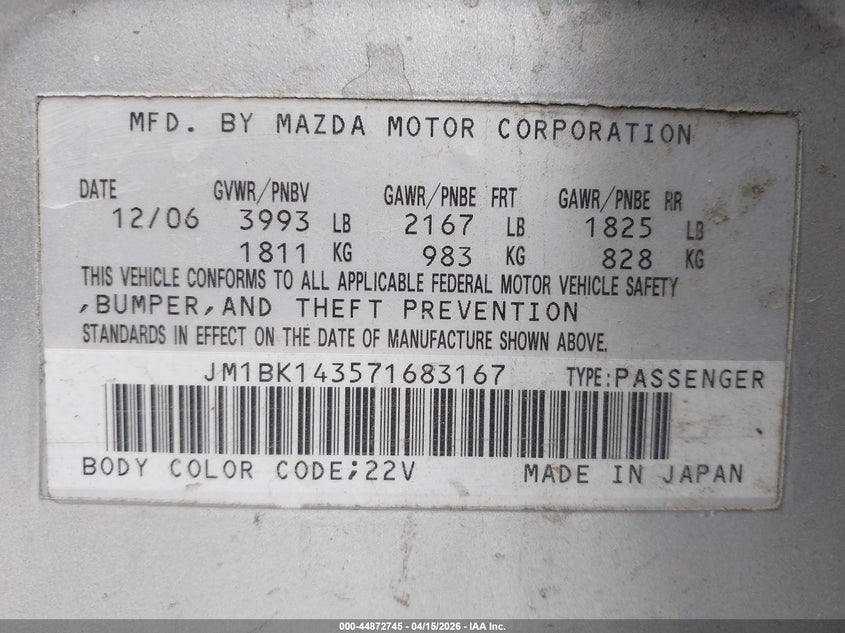 MFD. BY MAZDA MOTOR CORPORATION
DATE GVWR/PNBV GAWR/PNBE FRT GAWR/PNBE RR
12/06 3993 LB 2167 LB 1825 LB
1811 KG 983 KG 828 KG
THIS VEHICLE CONFORMS TO ALL APPLICABLE FEDERAL MOTOR VEHICLE SAFETY
,BUMPER,AND THEFT PREVENTION
STANDARDS IN EFFECT ON THE DATE OF MANUFACTURE SHOWN ABOVE.
JM1BK143571683167 TYPE:PASSENGER
BODY COLOR CODE;22V MADE IN JAPAN
000-44872745 - 04/15/2026 - IAA Inc.